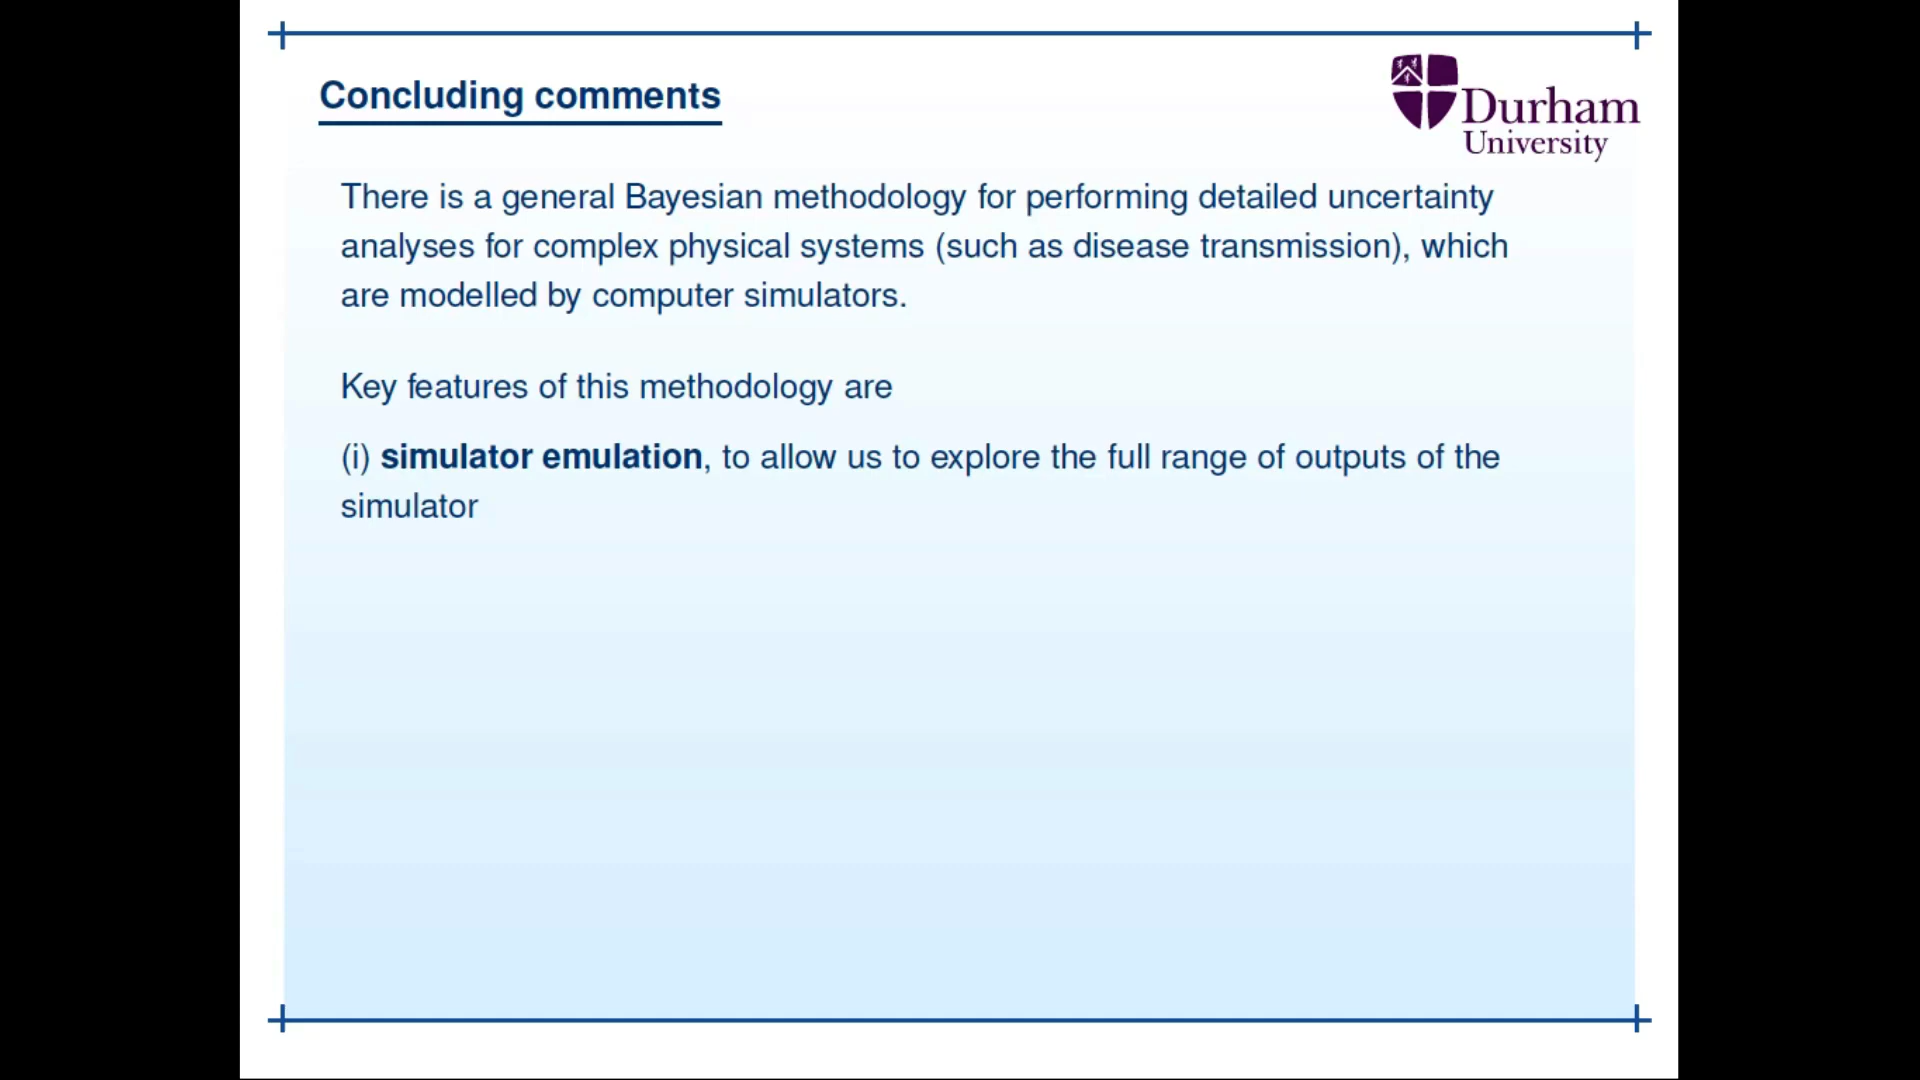 Concluding comments
Durham
University
There is a general Bayesian methodology for performing detailed uncertainty
analyses for complex physical systems (such as disease transmission), which
are modelled by computer simulators.
Key features of this methodology are
(i) simulator emulation, to allow us to explore the full range of outputs of the
simulator